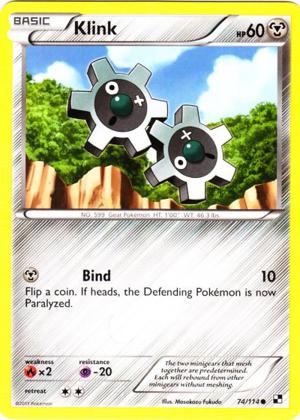 BASIC
Klink
HP60
NO. 599 Gear Pokémon HT. 1'00" WT. 46.3 lbs.
Bind 10
Flip a coin. If heads, the Defending Pokémon is now
Paralyzed.
weakness resistance
×2 -20
retreat
The two minigears that mesh
together are predetermined.
Each will rebound from other
minigears without meshing.
©2011 Pokémon
Illus. Masakazu Fukuda
74/114